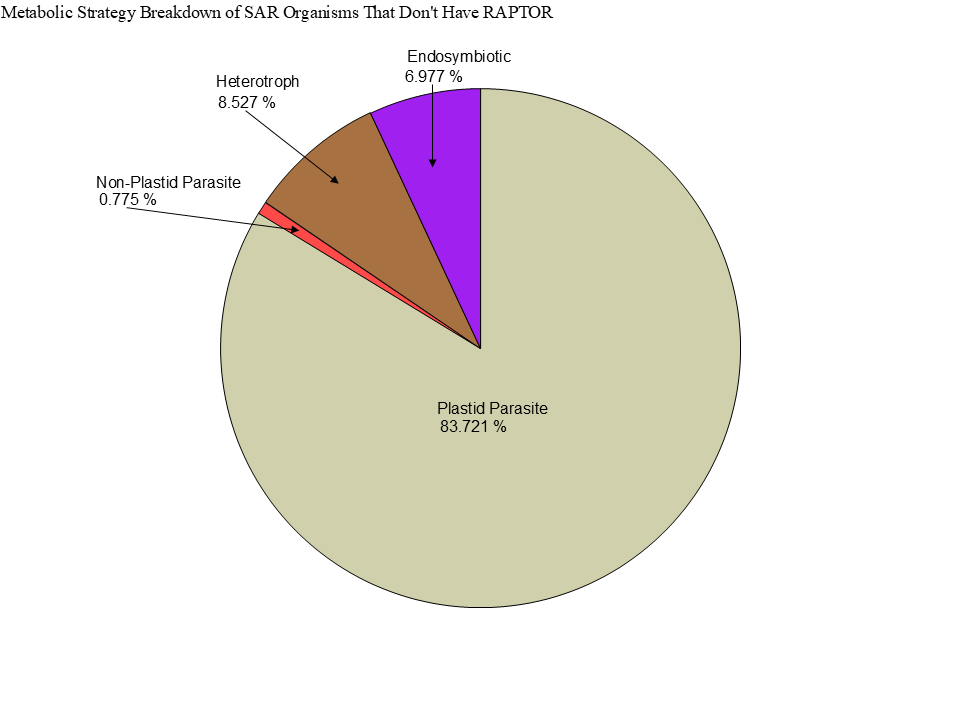 Metabolic Strategy Breakdown of SAR Organisms That Don't Have RAPTOR
Endosymbiotic
6.977 %
Heterotroph
8.527 %
Non-Plastid Parasite
0.775 %
Plastid Parasite
83.721 %